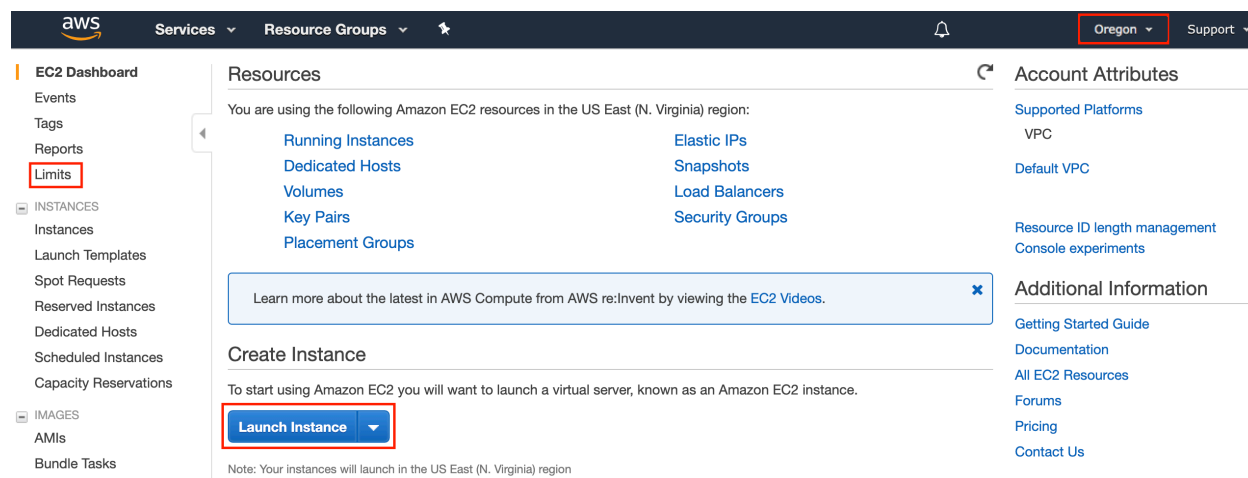 aws Services Resource Groups Oregon Support
EC2 Dashboard
Events
Tags
Reports
Limits
INSTANCES
Instances
Launch Templates
Spot Requests
Reserved Instances
Dedicated Hosts
Scheduled Instances
Capacity Reservations
IMAGES
AMIs
Bundle Tasks
Resources
You are using the following Amazon EC2 resources in the US East (N. Virginia) region:
Running Instances
Dedicated Hosts
Volumes
Key Pairs
Placement Groups
Elastic IPs
Snapshots
Load Balancers
Security Groups
Learn more about the latest in AWS Compute from AWS re:Invent by viewing the EC2 Videos.
Create Instance
To start using Amazon EC2 you will want to launch a virtual server, known as an Amazon EC2 instance.
Launch Instance
Note: Your instances will launch in the US East (N. Virginia) region
Account Attributes
Supported Platforms
VPC
Default VPC
Resource ID length management
Console experiments
Additional Information
Getting Started Guide
Documentation
All EC2 Resources
Forums
Pricing
Contact Us